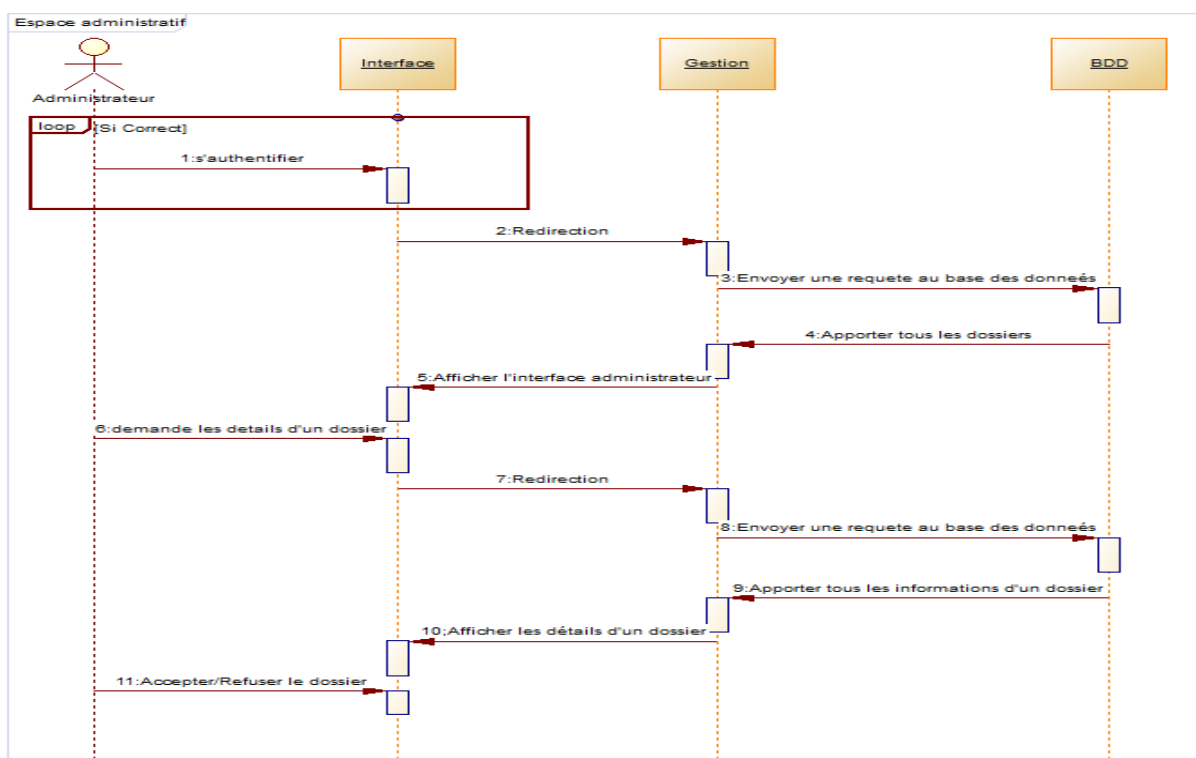 Espace administratif
Interface
Gestion
BDD
Administrateur
loop
[Si Correct]
1:s'authentifier
2:Redirection
3:Envoyer une requete au base des donneés
4:Apporter tous les dossiers
5:Afficher l'interface administrateur
6:demande les details d'un dossier
7:Redirection
8:Envoyer une requete au base des donneés
9:Apporter tous les informations d'un dossier
10;Afficher les détails d'un dossier
11:Accepter/Refuser le dossier